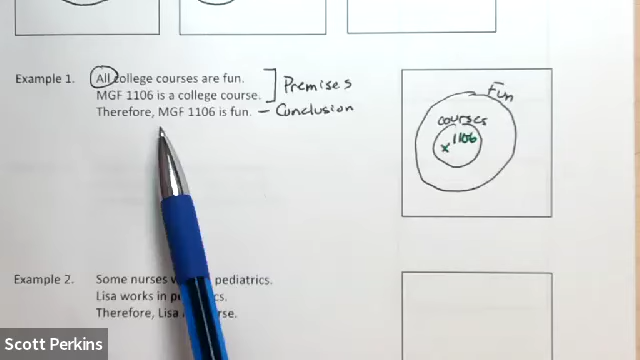 Example 1. All college courses are fun.
MGF 1106 is a college course.
Premises
Therefore, MGF 1106 is fun. – Conclusion
Fun
courses
x 1106
Example 2. Some nurses pediatrics.
Lisa works in
Therefore, Lisa
Scott Perkins